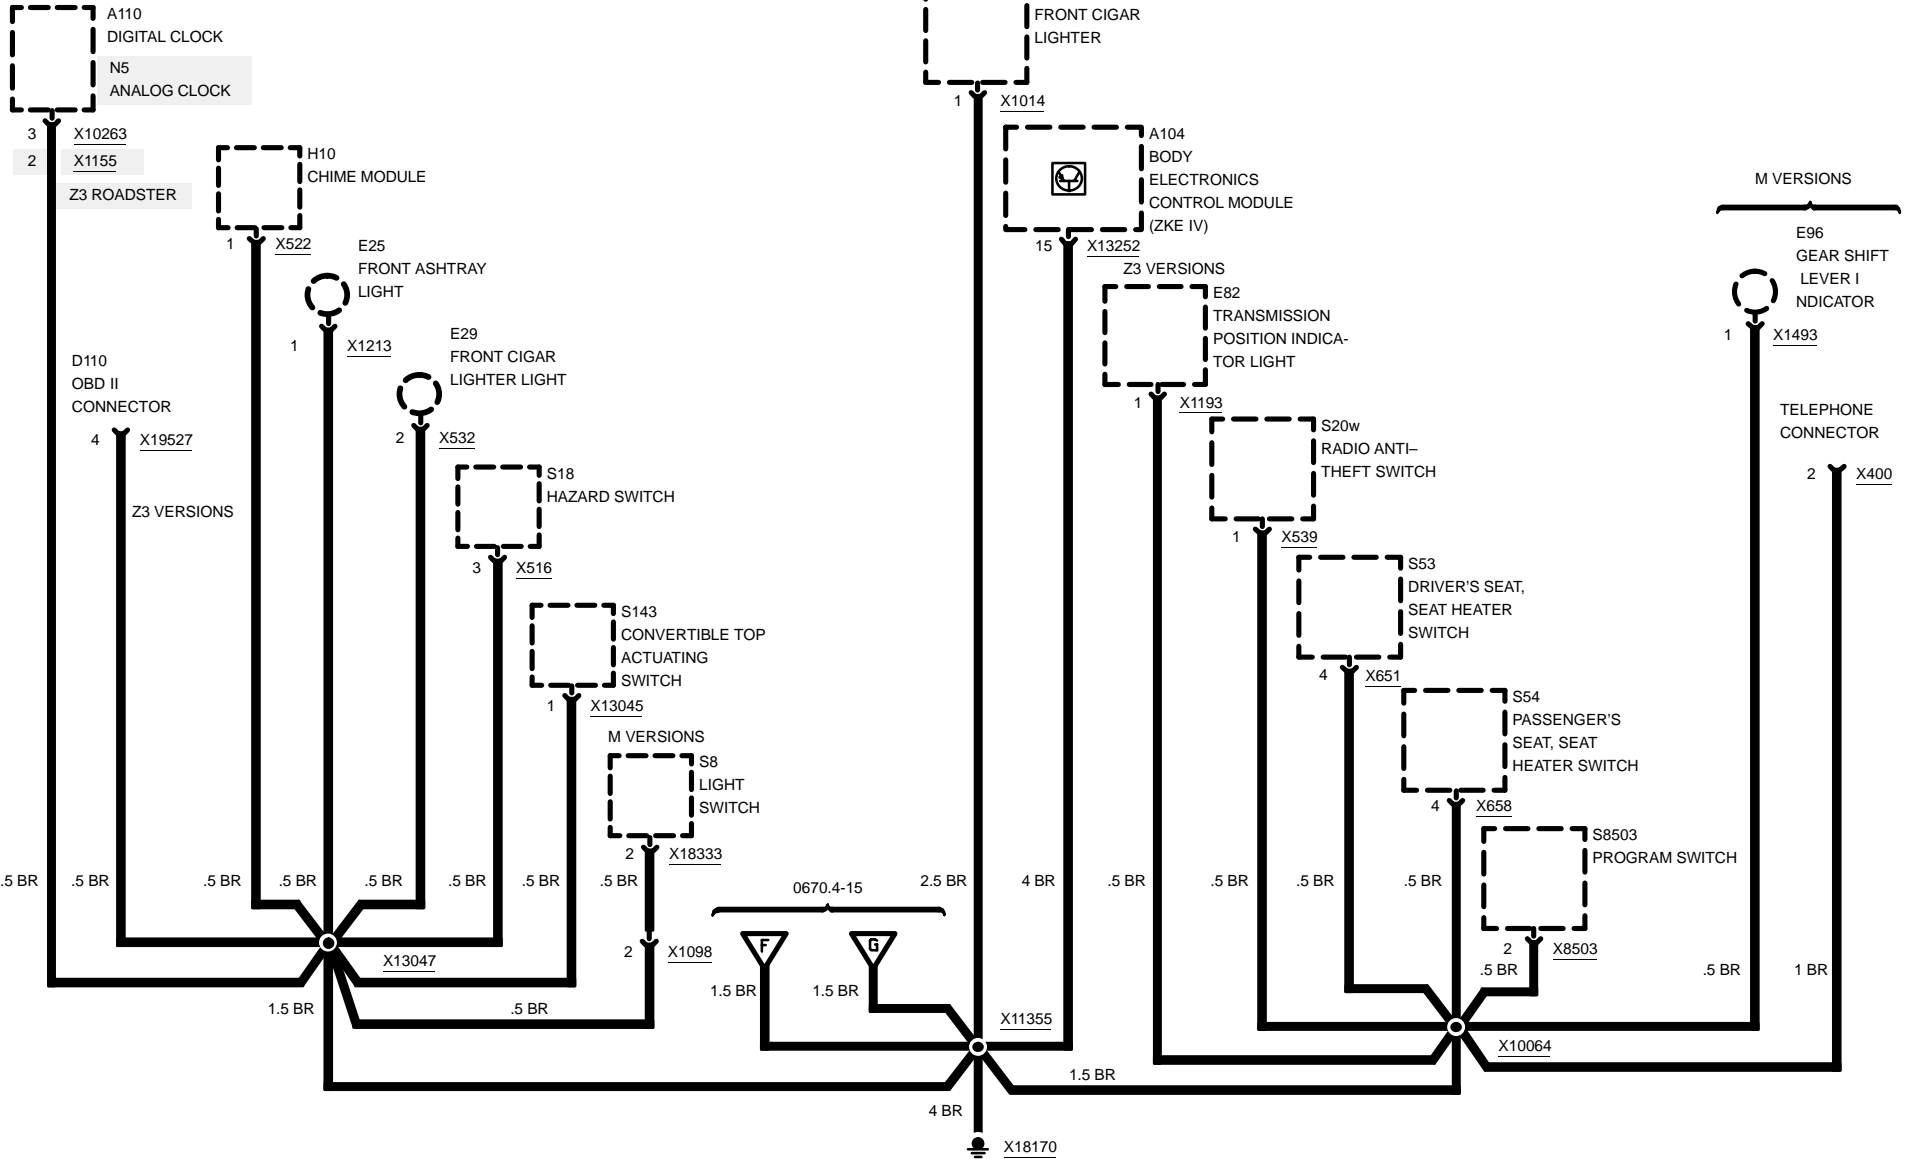 A110
DIGITAL CLOCK
N5
ANALOG CLOCK
3 X10263
2 X1155
Z3 ROADSTER
H10
CHIME MODULE
1 X522
E25
FRONT ASHTRAY
LIGHT
1 X1213
E29
FRONT CIGAR
LIGHTER LIGHT
2 X532
D110
OBD II
CONNECTOR
4 X19527
Z3 VERSIONS
S18
HAZARD SWITCH
3 X516
S143
CONVERTIBLE TOP
ACTUATING
SWITCH
1 X13045
M VERSIONS
S8
LIGHT
SWITCH
2 X18333
FRONT CIGAR
LIGHTER
1 X1014
A104
BODY
ELECTRONICS
CONTROL MODULE
(ZKE IV)
15 X13252
Z3 VERSIONS
E82
TRANSMISSION
POSITION INDICA-
TOR LIGHT
1 X1193
S20w
RADIO ANTI–
THEFT SWITCH
1 X539
S53
DRIVER'S SEAT,
SEAT HEATER
SWITCH
4 X651
S54
PASSENGER'S
SEAT, SEAT
HEATER SWITCH
4 X658
S8503
PROGRAM SWITCH
2 X8503
M VERSIONS
E96
GEAR SHIFT
LEVER I
NDICATOR
1 X1493
TELEPHONE
CONNECTOR
2 X400
.5 BR .5 BR .5 BR .5 BR .5 BR .5 BR .5 BR .5 BR
0670.4-15
2.5 BR 4 BR .5 BR .5 BR .5 BR .5 BR
F G
2 X1098
X13047
1.5 BR 1.5 BR
.5 BR .5 BR 1 BR
1.5 BR .5 BR
X11355
X10064
1.5 BR
4 BR
X18170